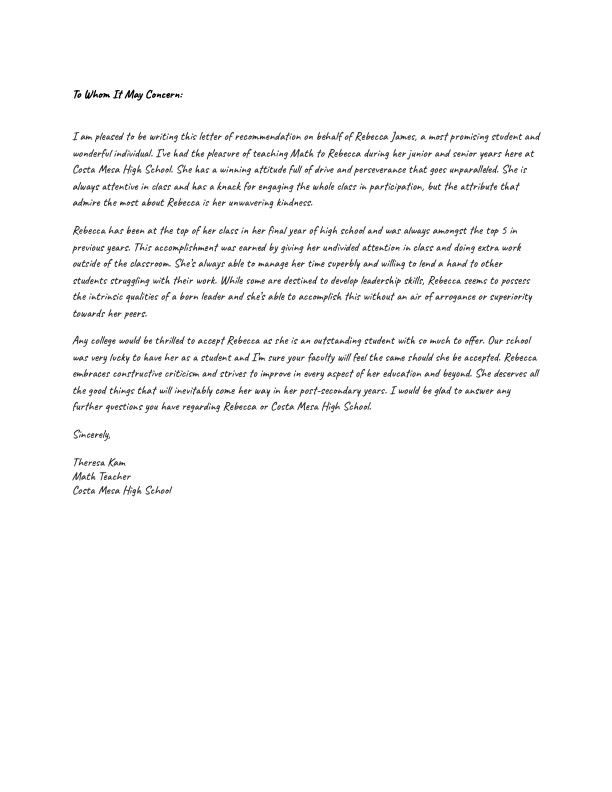 To Whom It May Concern:
I am pleased to be writing this letter of recommendation on behalf of Rebecca James, a most promising student and
wonderful individual. I've had the pleasure of teaching Math to Rebecca during her junior and senior years here at
Costa Mesa High School. She has a winning attitude full of drive and perseverance that goes unparalleled. She is
always attentive in class and has a knack for engaging the whole class in participation, but the attribute that
admire the most about Rebecca is her unwavering kindness.
Rebecca has been at the top of her class in her final year of high school and was always amongst the top 5 in
previous years. This accomplishment was earned by giving her undivided attention in class and doing extra work
outside of the classroom. She's always able to manage her time superbly and willing to lend a hand to other
students struggling with their work. While some are destined to develop leadership skills, Rebecca seems to possess
the intrinsic qualities of a born leader and she's able to accomplish this without an air of arrogance or superiority
towards her peers.
Any college would be thrilled to accept Rebecca as she is an outstanding student with so much to offer. Our school
was very lucky to have her as a student and I'm sure your faculty will feel the same should she be accepted. Rebecca
embraces constructive criticism and strives to improve in every aspect of her education and beyond. She deserves all
the good things that will inevitably come her way in her post-secondary years. I would be glad to answer any
further questions you have regarding Rebecca or Costa Mesa High School.
Sincerely,
Theresa Kam
Math Teacher
Costa Mesa High School